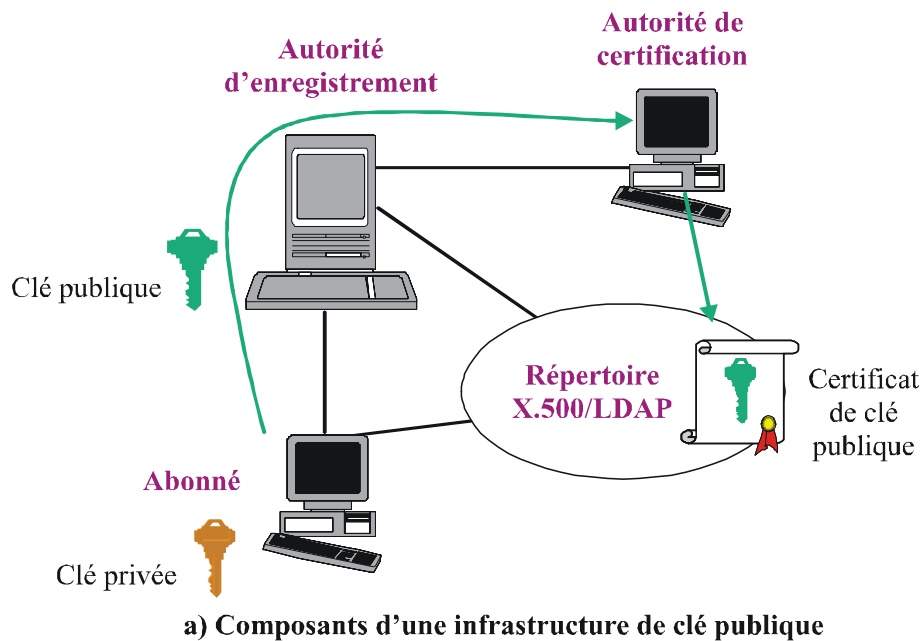 Autorité de
certification
Autorité
d’enregistrement
Clé publique
Répertoire
X.500/LDAP
Certificat
de clé
publique
Abonné
Clé privée
a) Composants d’une infrastructure de clé publique